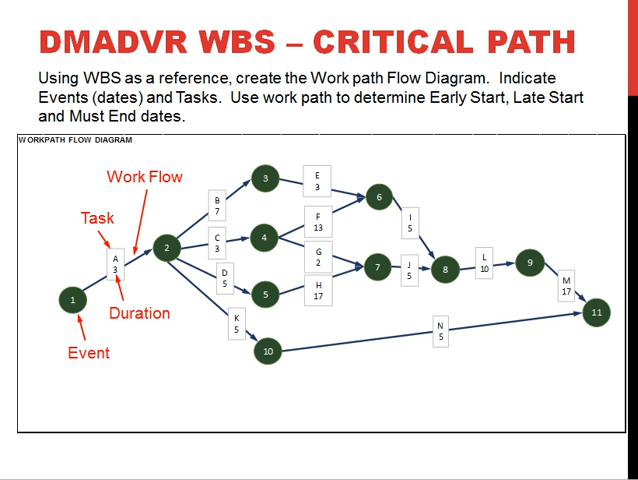 DMADVR WBS – CRITICAL PATH
Using WBS as a reference, create the Work path Flow Diagram. Indicate
Events (dates) and Tasks. Use work path to determine Early Start, Late Start
and Must End dates.
WORKPATH FLOW DIAGRAM
Work Flow
Task
Duration
Event
A
3
B
7
C
3
D
5
K
5
E
3
F
13
G
2
H
17
I
5
J
5
L
10
M
17
N
5
1
2
3
4
5
10
6
7
8
9
11